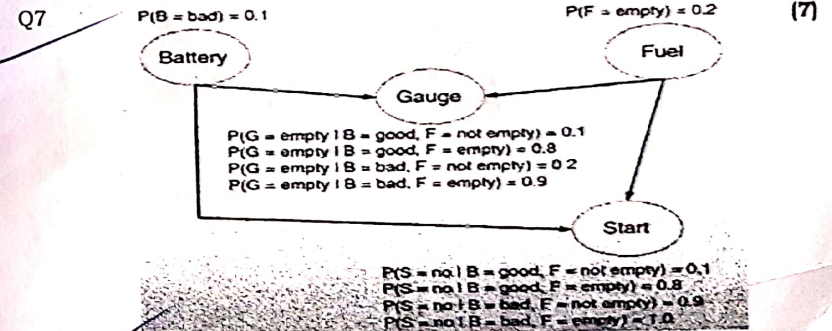 Q7
(7)
P(B = bad) = 0.1
P(F = empty) = 0.2
Battery
Fuel
Gauge
P(G = empty | B = good, F = not empty) = 0.1
P(G = empty | B = good, F = empty) = 0.8
P(G = empty | B = bad, F = not empty) = 0.2
P(G = empty | B = bad, F = empty) = 0.9
Start
P(S = no | B = good, F = not empty) = 0.1
P(S = no | B = good, F = empty) = 0.8
P(S = no | B = bad, F = not empty) = 0.9
P(S = no | B = bad, F = empty) = 1.0